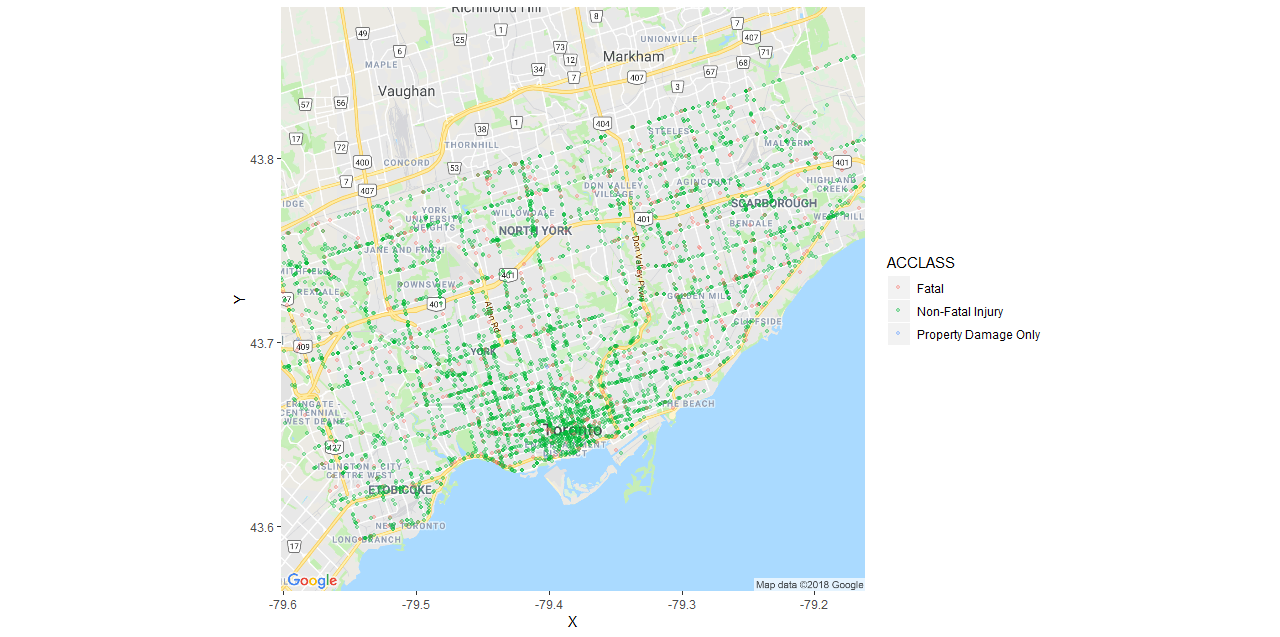 Richmond Hill
8
49
1
7
25
UNIONVILLE
407
6
73
71
MAPLE
Markham
12
68
34
67
7
407
3
Vaughan
57
56
404
1
38
STEELES
17
THORNHILL
MALVERN
72
43.8
400
CONCORD
401
53
7
HIGHLAND
CREEK
407
DON VALLEY
VILLAGE
AGINCOURT
SCARBOROUGH
IDGE
YORK
UNIVERSITY
HEIGHTS
WILLOWDALE
401
WEST HILL
BENDALE
NORTH YORK
JANE AND FINCH
ACCLASS
SMITHFIELD
401
Don Valley Pkwy
DOWNSVIEW
Fatal
REXDALE
GOLDEN MILE
Y
27
401
Non-Fatal Injury
Allen Rd
CLIFFSIDE
Property Damage Only
43.7
409
YORK
ERINGATE -
CENTENNIAL -
WEST DEANE
THE BEACH
Toronto
ENTERTAINMENT
DISTRICT
427
ISLINGTON - CITY
CENTRE WEST
ETOBICOKE
43.6
NEW TORONTO
LONG BRANCH
17
Google
Map data ©2018 Google
-79.6
-79.5
-79.4
-79.3
-79.2
X